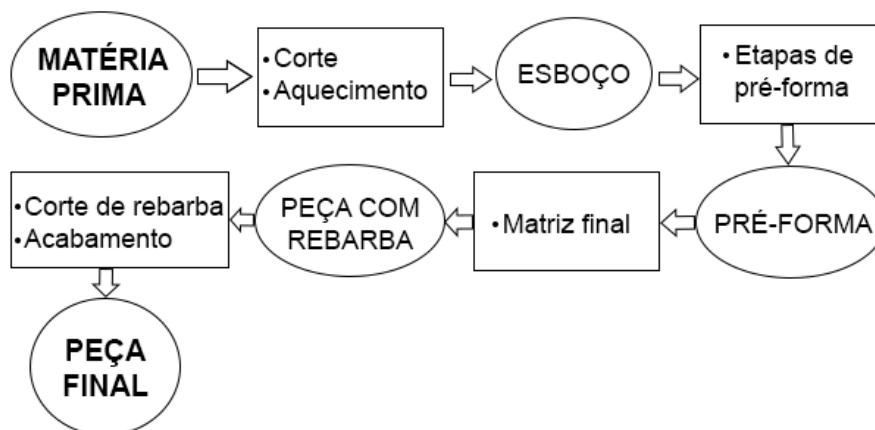 MATÉRIA
PRIMA
• Corte
• Aquecimento
ESBOÇO
• Etapas de
pré-forma
PRÉ-FORMA
• Matriz final
PEÇA COM
REBARBA
• Corte de rebarba
• Acabamento
PEÇA
FINAL